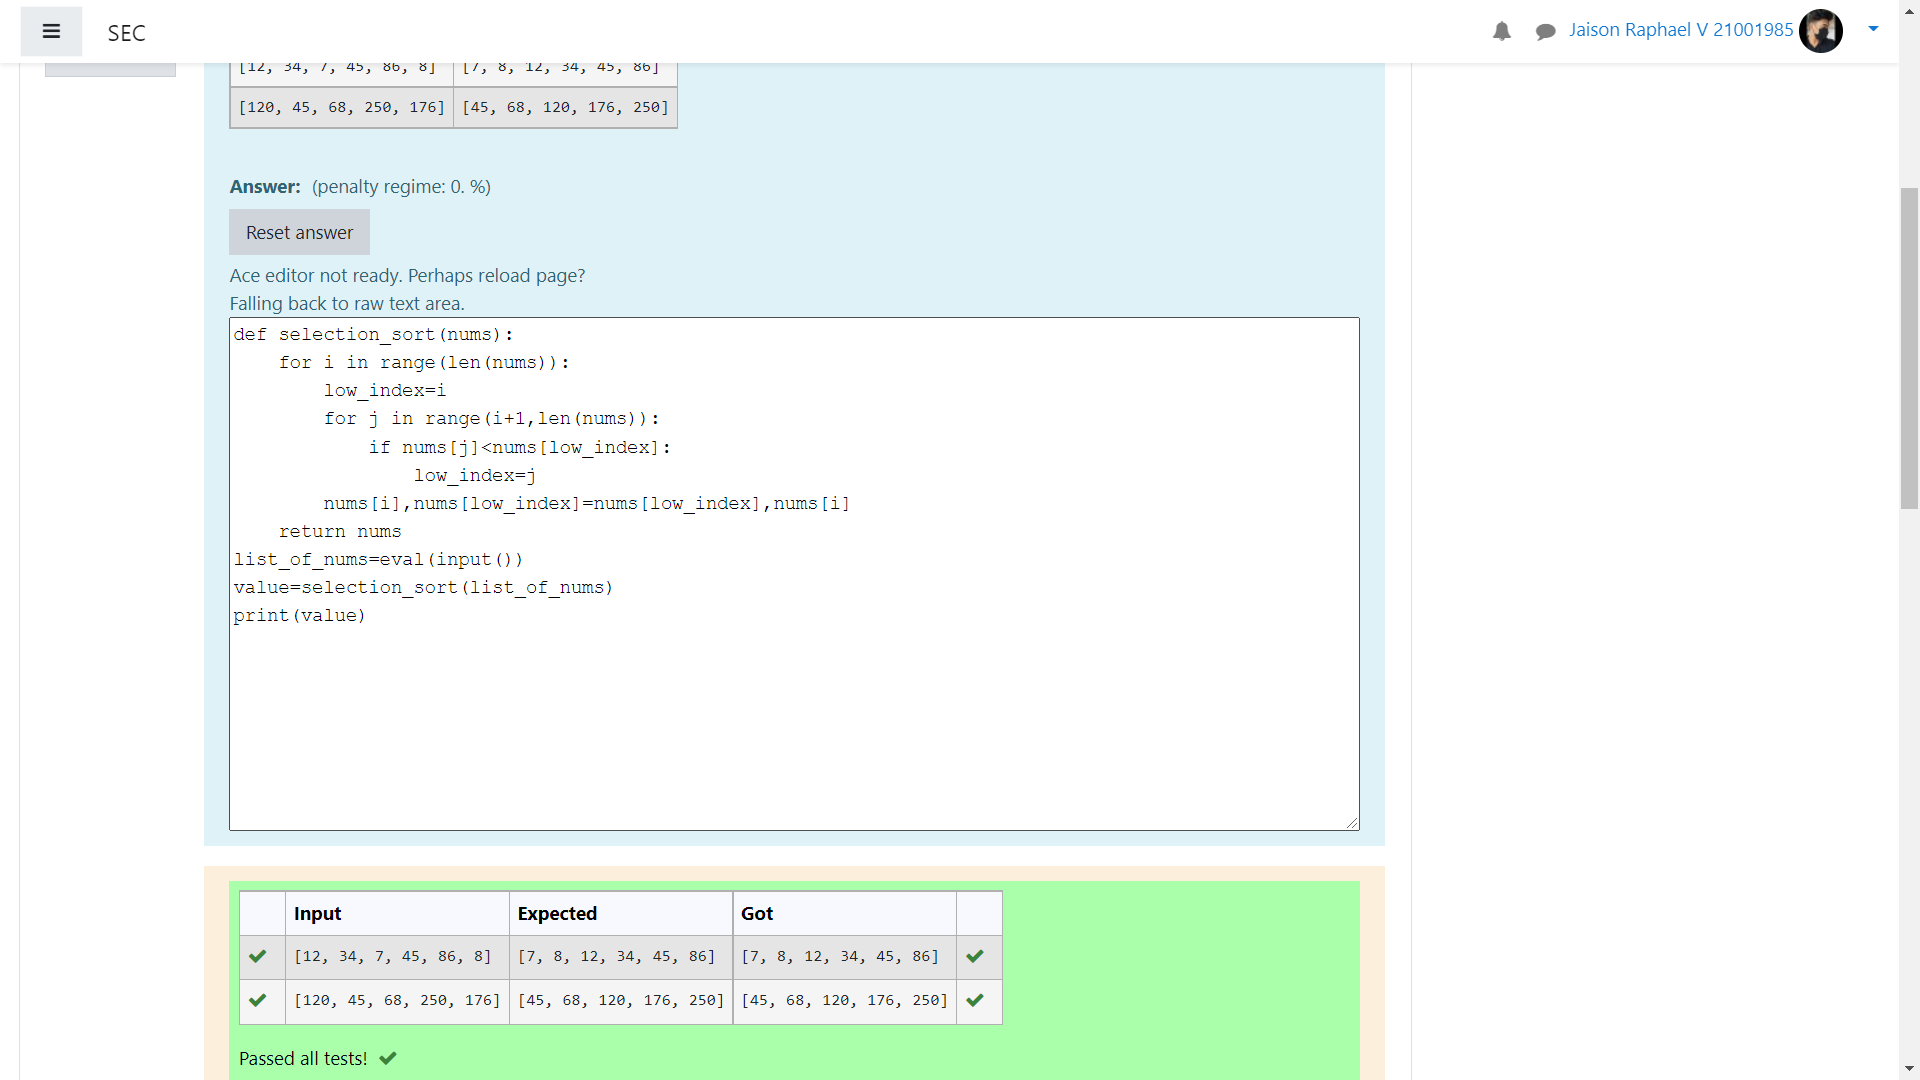 SEC
Jaison Raphael V 21001985
[12, 34, 7, 45, 86, 8] [7, 8, 12, 34, 45, 86]
[120, 45, 68, 250, 176] [45, 68, 120, 176, 250]
Answer: (penalty regime: 0. %)
Reset answer
Ace editor not ready. Perhaps reload page?
Falling back to raw text area.
def selection_sort(nums):
    for i in range(len(nums)):
        low_index=i
        for j in range(i+1,len(nums)):
            if nums[j]<nums[low_index]:
                low_index=j
        nums[i],nums[low_index]=nums[low_index],nums[i]
    return nums
list_of_nums=eval(input())
value=selection_sort(list_of_nums)
print(value)
Input Expected Got
[12, 34, 7, 45, 86, 8] [7, 8, 12, 34, 45, 86] [7, 8, 12, 34, 45, 86]
[120, 45, 68, 250, 176] [45, 68, 120, 176, 250] [45, 68, 120, 176, 250]
Passed all tests!